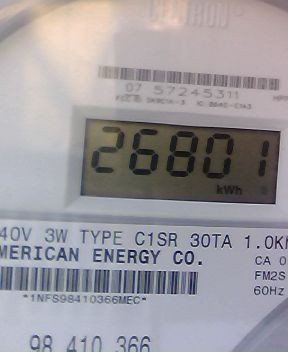 CENTRON
07 57245311
26801
kWh
40V 3W TYPE C1SR 30TA 1.0K
MERICAN ENERGY CO.
CA 0
FM2S
60Hz
*1NFS98410366MEC*
98 410 366